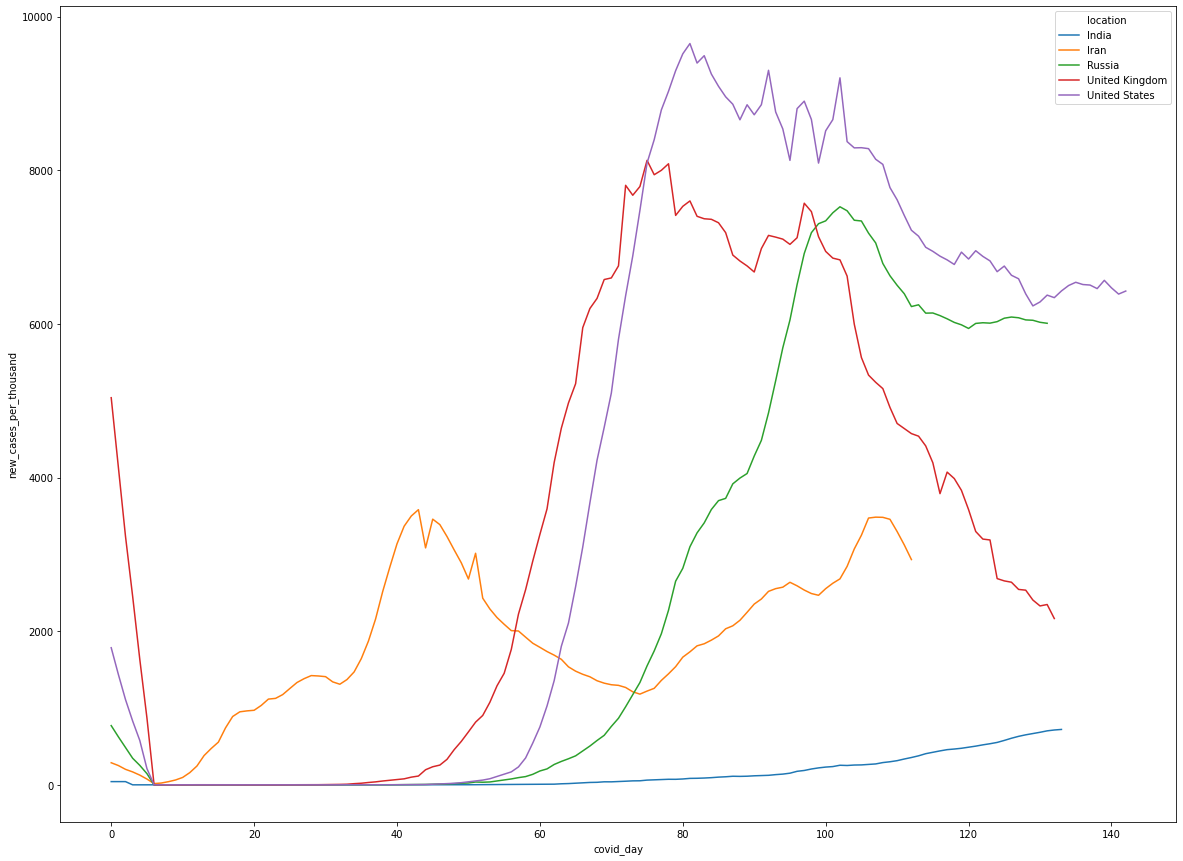 location
India
Iran
Russia
United Kingdom
United States
new_cases_per_thousand
10000
8000
6000
4000
2000
0
0 20 40 60 80 100 120 140
covid_day